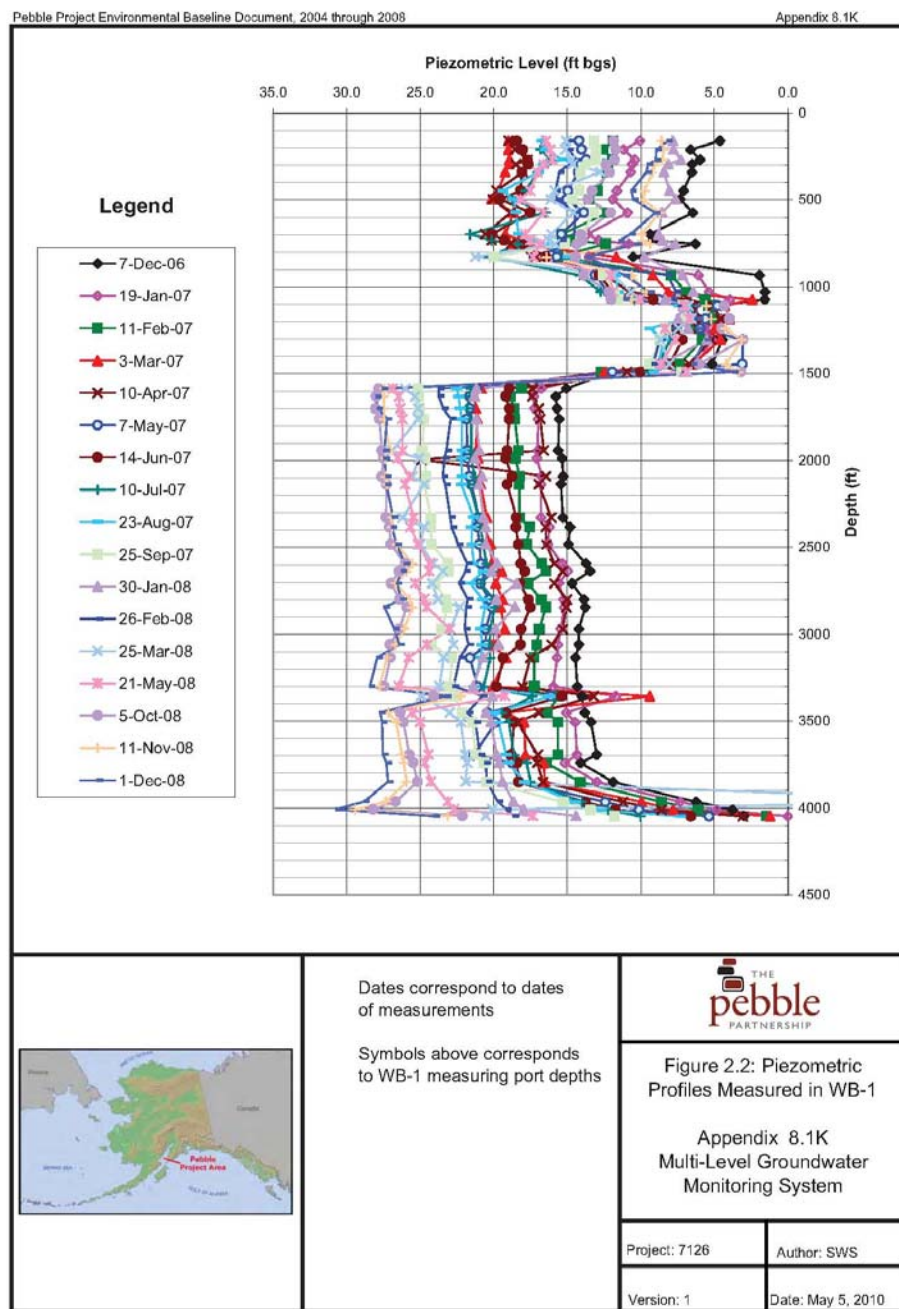 Pebble Project Environmental Baseline Document, 2004 through 2008
Appendix 8.1K
Piezometric Level (ft bgs)
35.0 30.0 25.0 20.0 15.0 10.0 5.0 0.0
0
500
1000
1500
2000
2500
3000
3500
4000
4500
Depth (ft)
Legend
7-Dec-06
19-Jan-07
11-Feb-07
3-Mar-07
10-Apr-07
7-May-07
14-Jun-07
10-Jul-07
23-Aug-07
25-Sep-07
30-Jan-08
26-Feb-08
25-Mar-08
21-May-08
5-Oct-08
11-Nov-08
1-Dec-08
Canada
Pebble
Project Area
Dates correspond to dates
of measurements
Symbols above corresponds
to WB-1 measuring port depths
THE
pebble
PARTNERSHIP
Figure 2.2: Piezometric
Profiles Measured in WB-1
Appendix 8.1K
Multi-Level Groundwater
Monitoring System
Project: 7126
Author: SWS
Version: 1
Date: May 5, 2010